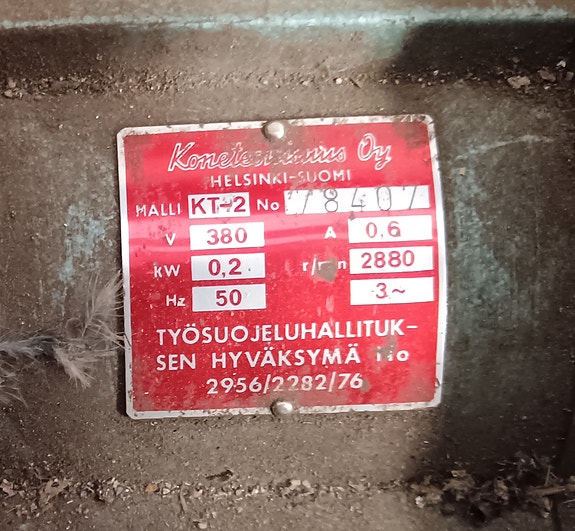 Koneteollisuus Oy
HELSINKI-SUOMI
MALLI KT-2 No 78407
V 380 A 0.6
kW 0,2 r/min 2880
Hz 50 3~
TYÖSUOJELUHALLITUK-
SEN HYVÄKSYMÄ No
2956/2282/76